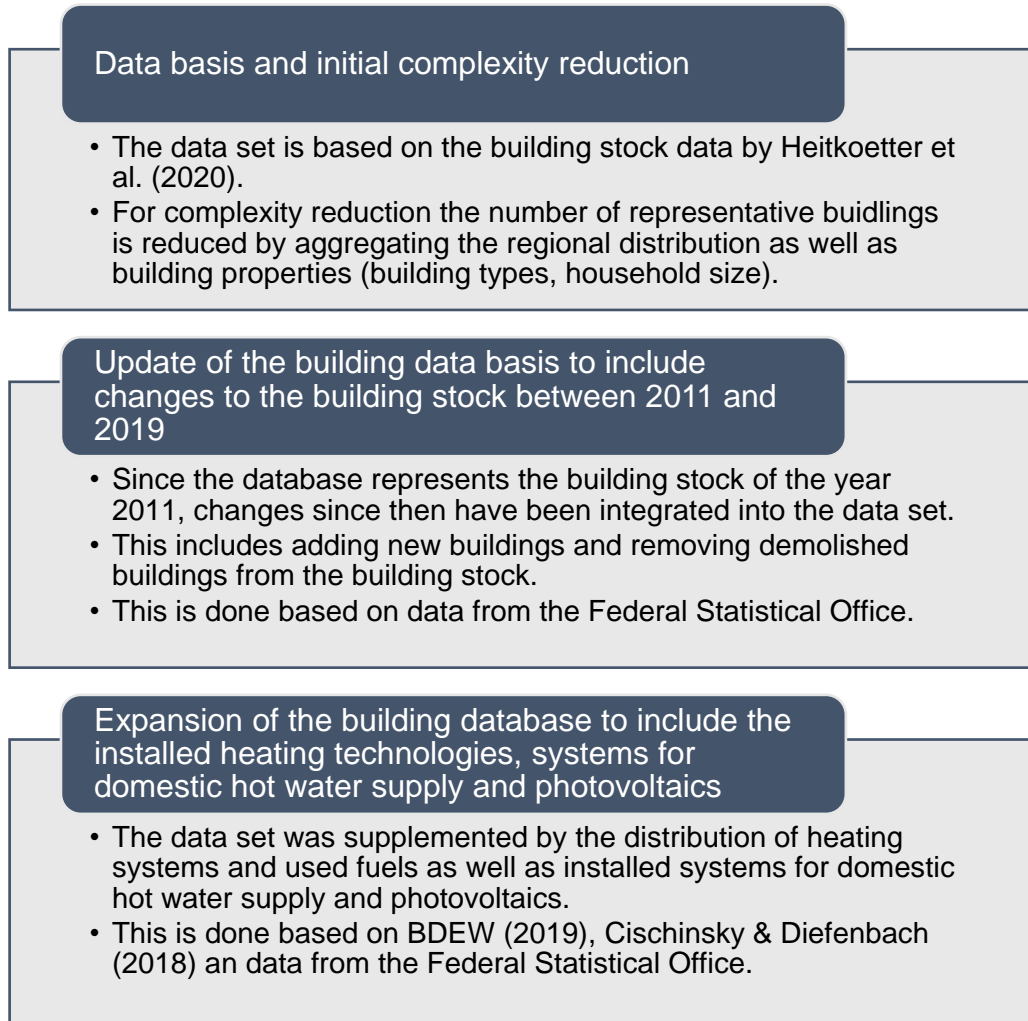 Data basis and initial complexity reduction
• The data set is based on the building stock data by Heitkoetter et
al. (2020).
• For complexity reduction the number of representative buidlings
is reduced by aggregating the regional distribution as well as
building properties (building types, household size).
Update of the building data basis to include
changes to the building stock between 2011 and
2019
• Since the database represents the building stock of the year
2011, changes since then have been integrated into the data set.
• This includes adding new buildings and removing demolished
buildings from the building stock.
• This is done based on data from the Federal Statistical Office.
Expansion of the building database to include the
installed heating technologies, systems for
domestic hot water supply and photovoltaics
• The data set was supplemented by the distribution of heating
systems and used fuels as well as installed systems for domestic
hot water supply and photovoltaics.
• This is done based on BDEW (2019), Cischinsky & Diefenbach
(2018) an data from the Federal Statistical Office.